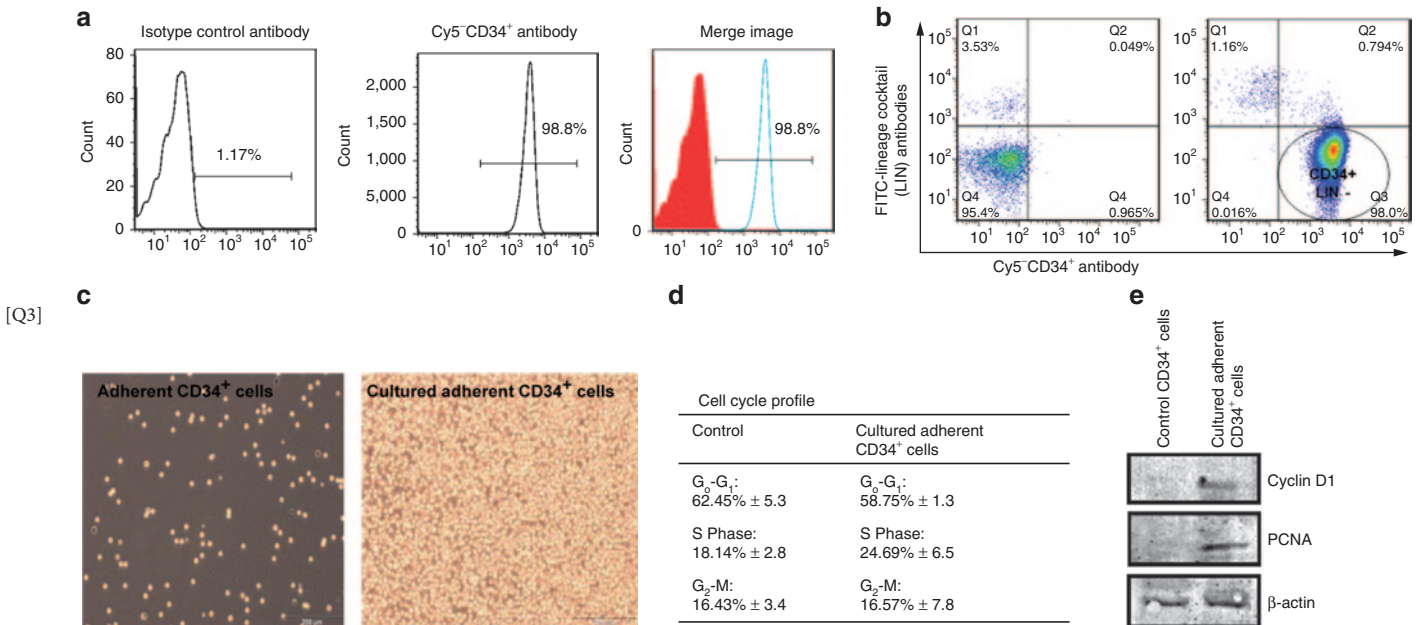 a
Isotype control antibody
Count
80
60
40
20
0
1.17%
10¹ 10² 10³ 10⁴ 10⁵
Cy5⁻CD34⁺ antibody
Count
2,000
1,500
1,000
5,000
0
98.8%
10¹ 10² 10³ 10⁴ 10⁵
Merge image
Count
0
98.8%
10¹ 10² 10³ 10⁴ 10⁵
b
FITC-lineage cocktail
(LIN) antibodies
10⁵
10⁴
10³
10²
10¹
Q1
3.53%
Q2
0.049%
Q4
95.4%
Q4
0.965%
10¹ 10² 10³ 10⁴ 10⁵
10⁵
10⁴
10³
10²
10¹
Q1
1.16%
Q2
0.794%
CD34+
LIN -
Q4
0.016%
Q3
98.0%
10¹ 10² 10³ 10⁴ 10⁵
Cy5⁻CD34⁺ antibody
[Q3]
c
Adherent CD34⁺ cells
Cultured adherent CD34⁺ cells
d
Cell cycle profile
Control Cultured adherent
CD34⁺ cells
G₀-G₁: G₀-G₁:
62.45% ± 5.3 58.75% ± 1.3
S Phase: S Phase:
18.14% ± 2.8 24.69% ± 6.5
G₂-M: G₂-M:
16.43% ± 3.4 16.57% ± 7.8
e
Control CD34⁺ cells
Cultured adherent
CD34⁺ cells
Cyclin D1
PCNA
β-actin